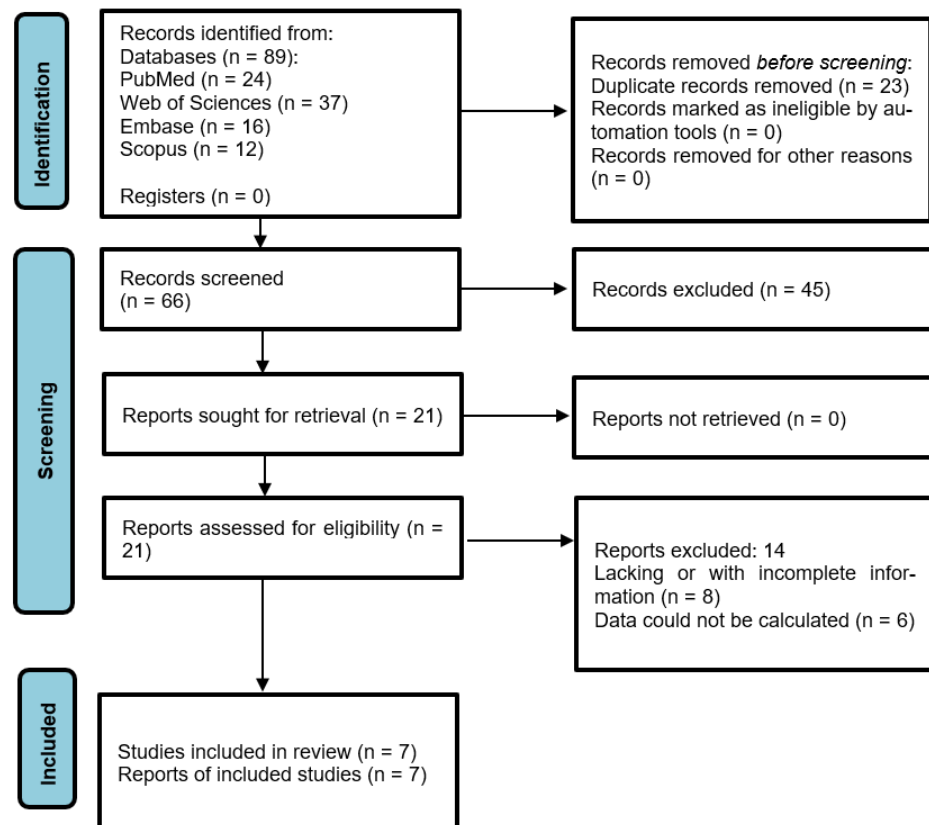 Identification
Records identified from:
Databases (n = 89):
PubMed (n = 24)
Web of Sciences (n = 37)
Embase (n = 16)
Scopus (n = 12)
Registers (n = 0)
Records removed before screening:
Duplicate records removed (n = 23)
Records marked as ineligible by au-
tomation tools (n = 0)
Records removed for other reasons
(n = 0)
Screening
Records screened
(n = 66)
Records excluded (n = 45)
Reports sought for retrieval (n = 21)
Reports not retrieved (n = 0)
Reports assessed for eligibility (n =
21)
Reports excluded: 14
Lacking or with incomplete infor-
mation (n = 8)
Data could not be calculated (n = 6)
Included
Studies included in review (n = 7)
Reports of included studies (n = 7)